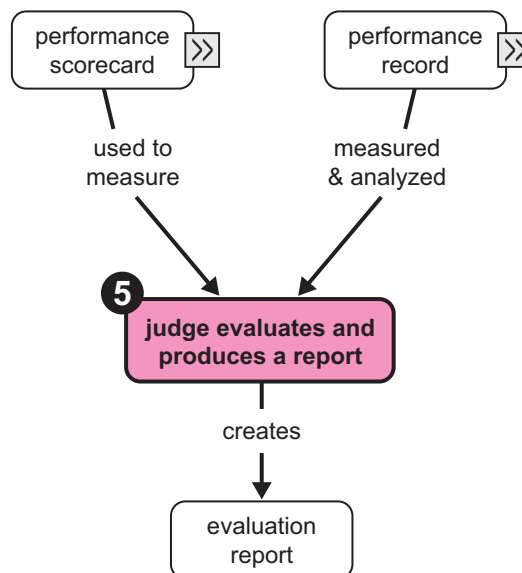 performance
scorecard
>>
performance
record
>>
used to
measure
measured
& analyzed
5
judge evaluates and
produces a report
creates
evaluation
report